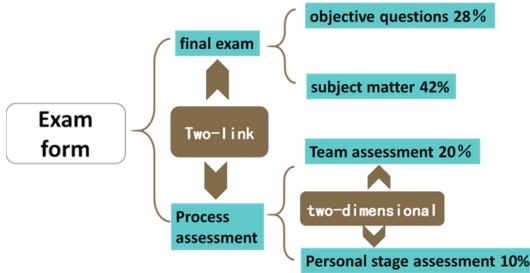 objective questions 28%
final exam
subject matter 42%
Exam
form
Two-link
Team assessment 20%
Process
assessment
two-dimensional
Personal stage assessment 10%